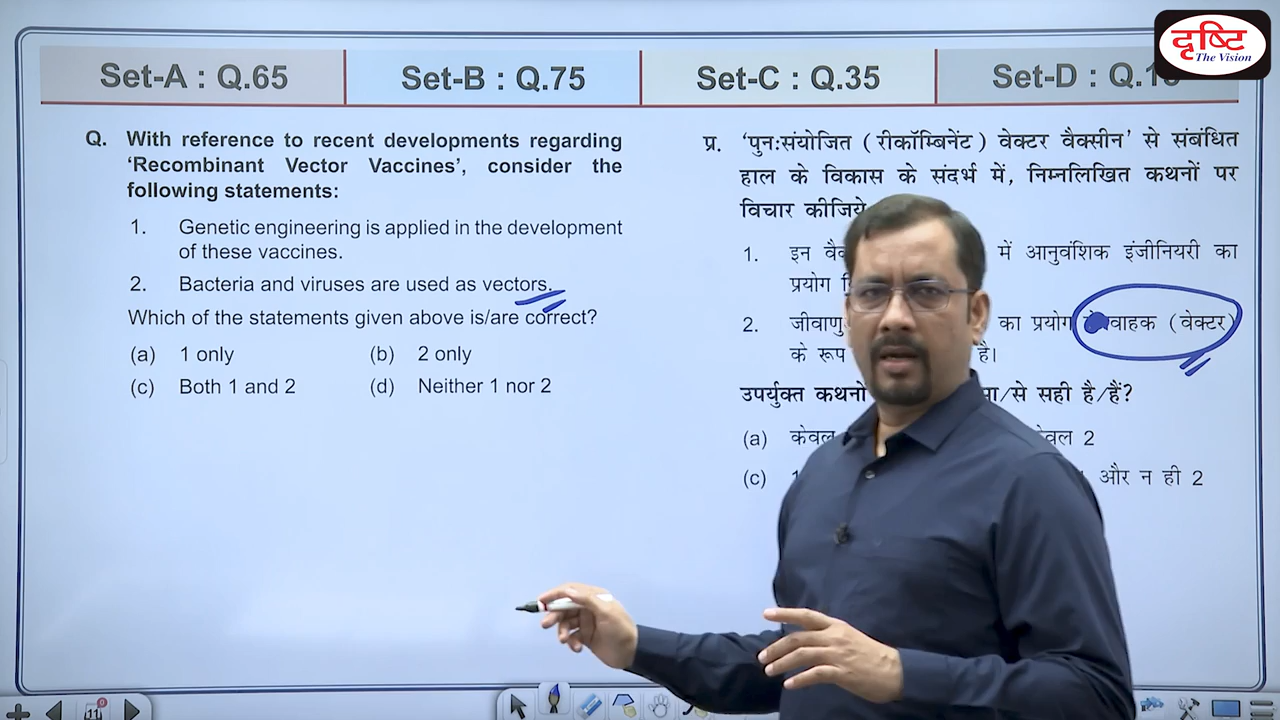 दृष्टि
The Vision
Set-A : Q.65
Set-B : Q.75
Set-C : Q.35
Set-D :
Q. With reference to recent developments regarding
‘Recombinant Vector Vaccines’, consider the
following statements:
1. Genetic engineering is applied in the development
of these vaccines.
2. Bacteria and viruses are used as vectors.
Which of the statements given above is/are correct?
(a) 1 only (b) 2 only
(c) Both 1 and 2 (d) Neither 1 nor 2
प्र. ‘पुन:संयोजित (रीकॉम्बिनेंट) वेक्टर वैक्सीन’ से संबंधित
हाल के विकास के संदर्भ में, निम्नलिखित कथनों पर
विचार कीजिये
1. इन में आनुवंशिक इंजीनियरी का
प्रयोग
2. का प्रयोग वाहक (वेक्टर)
के रूप है।
उपर्युक्त कथनों /से सही है/हैं?
(a) केवल 2
(c) और न ही 2
11